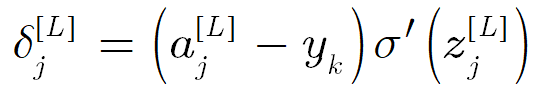 δ_j^{[L]} = (a_j^{[L]} − y_k) σ′ (z_j^{[L]})